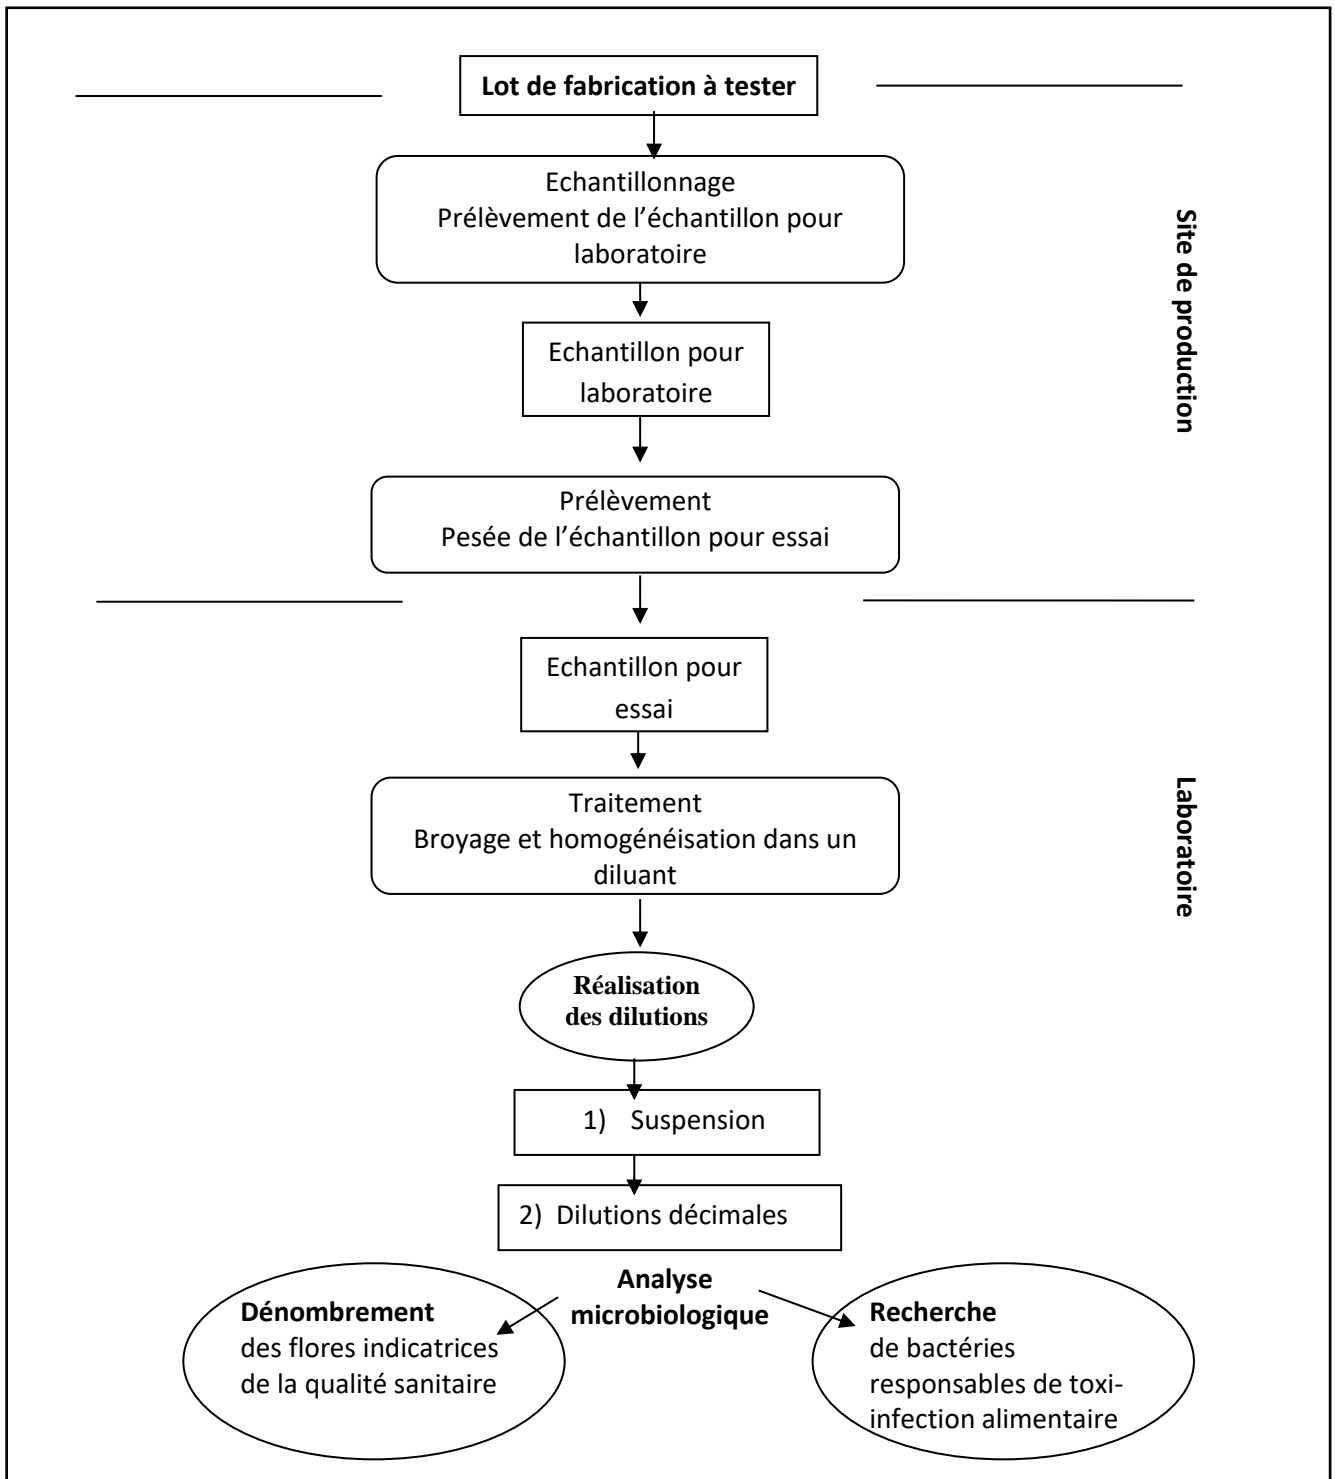 Lot de fabrication à tester
Echantillonnage
Prélèvement de l'échantillon pour
laboratoire
Site de production
Echantillon pour
laboratoire
Prélèvement
Pesée de l'échantillon pour essai
Echantillon pour
essai
Laboratoire
Traitement
Broyage et homogénéisation dans un
diluant
Réalisation
des dilutions
1) Suspension
2) Dilutions décimales
Analyse
microbiologique
Dénombrement
des flores indicatrices
de la qualité sanitaire
Recherche
de bactéries
responsables de toxi-
infection alimentaire